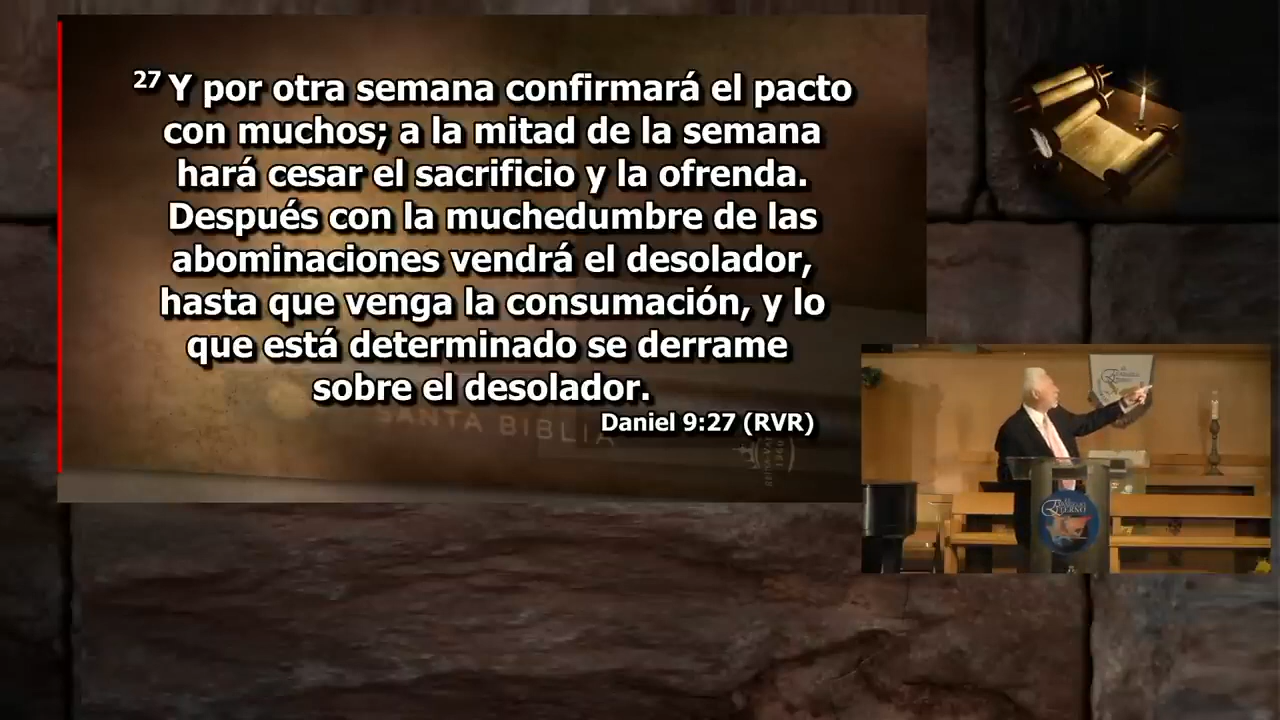 27 Y por otra semana confirmará el pacto
con muchos; a la mitad de la semana
hará cesar el sacrificio y la ofrenda.
Después con la muchedumbre de las
abominaciones vendrá el desolador,
hasta que venga la consumación, y lo
que está determinado se derrame
sobre el desolador.
Daniel 9:27 (RVR)
SANTA BIBLIA
ETERNO